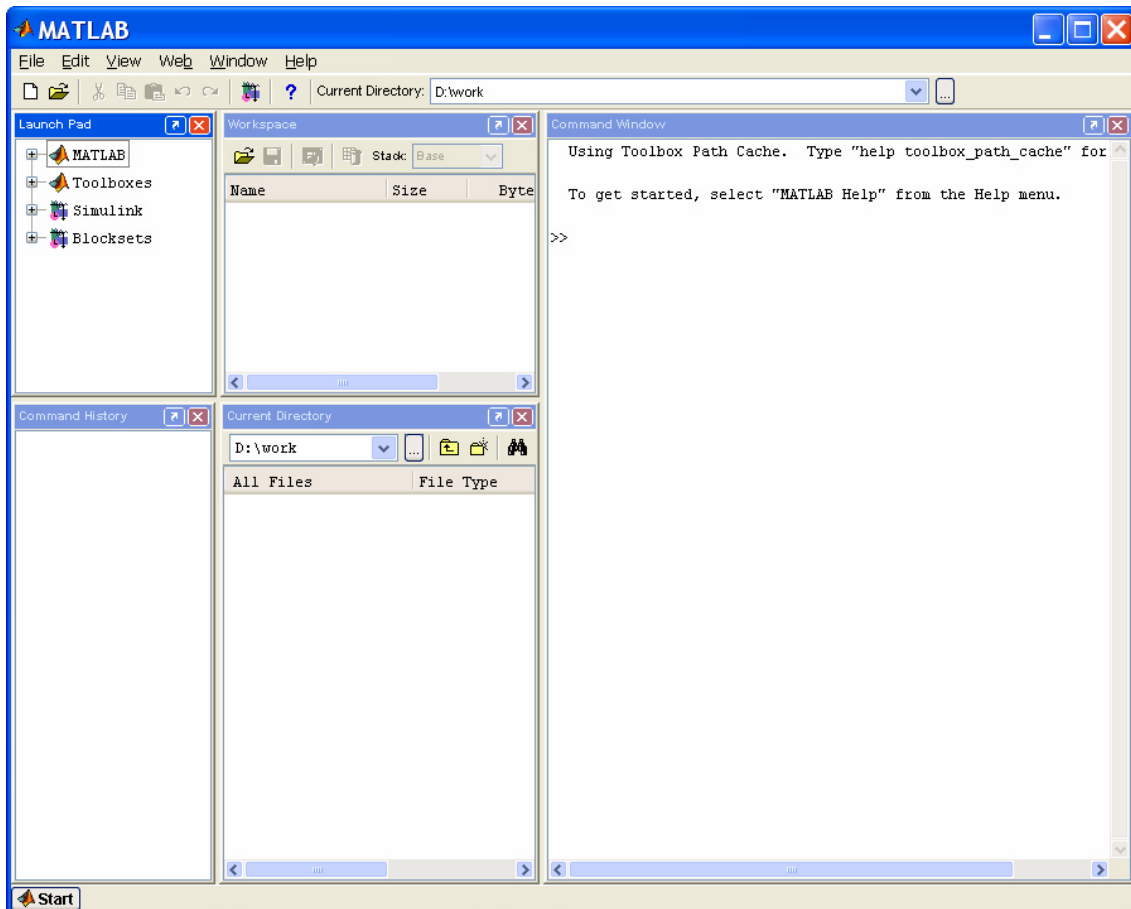 MATLAB
File Edit View Web Window Help
? Current Directory: D:\work ...
Launch Pad
MATLAB
Toolboxes
Simulink
Blocksets
Workspace
Stack: Base
Name Size Byte
Command Window
Using Toolbox Path Cache. Type "help toolbox_path_cache" for
To get started, select "MATLAB Help" from the Help menu.
>>
Command History
Current Directory
D:\work ...
All Files File Type
Start